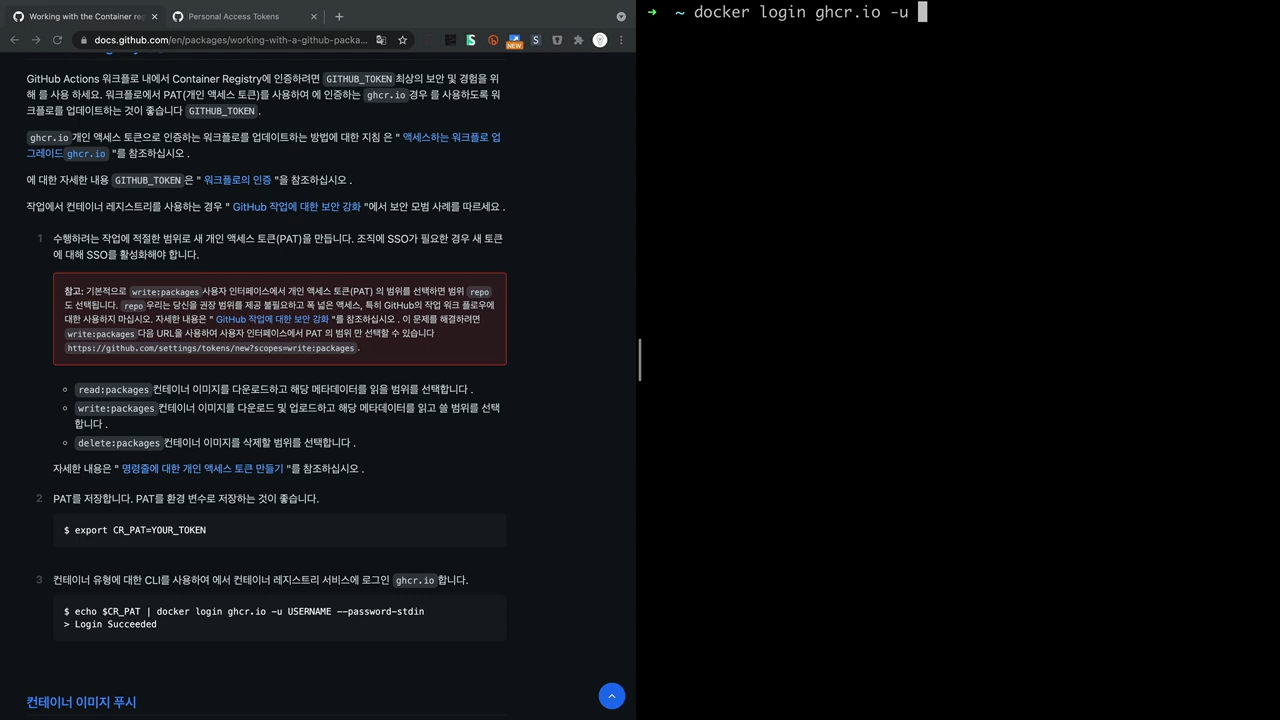 Working with the Container reg
Personal Access Tokens
docs.github.com/en/packages/working-with-a-github-packa...
NEW
S
GitHub Actions 워크플로 내에서 Container Registry에 인증하려면 GITHUB_TOKEN 최상의 보안 및 경험을 위
해 를 사용 하세요. 워크플로에서 PAT(개인 액세스 토큰)를 사용하여 에 인증하는 ghcr.io 경우 를 사용하도록 워
크플로를 업데이트하는 것이 좋습니다 GITHUB_TOKEN.
ghcr.io 개인 액세스 토큰으로 인증하는 워크플로를 업데이트하는 방법에 대한 지침 은 " 액세스하는 워크플로 업
그레이드 ghcr.io "를 참조하십시오 .
에 대한 자세한 내용 GITHUB_TOKEN 은 " 워크플로의 인증 "을 참조하십시오 .
작업에서 컨테이너 레지스트리를 사용하는 경우 " GitHub 작업에 대한 보안 강화 "에서 보안 모범 사례를 따르세요 .
1 수행하려는 작업에 적절한 범위로 새 개인 액세스 토큰(PAT)을 만듭니다. 조직에 SSO가 필요한 경우 새 토큰
에 대해 SSO를 활성화해야 합니다.
참고: 기본적으로 write:packages 사용자 인터페이스에서 개인 액세스 토큰(PAT) 의 범위를 선택하면 범위 repo
도 선택됩니다. repo 우리는 당신을 권장 범위를 제공 불필요하고 폭 넓은 액세스, 특히 GitHub의 작업 워크 플로우에
대한 사용하지 마십시오. 자세한 내용은 " GitHub 작업에 대한 보안 강화 "를 참조하십시오 . 이 문제를 해결하려면
write:packages 다음 URL을 사용하여 사용자 인터페이스에서 PAT 의 범위 만 선택할 수 있습니다
https://github.com/settings/tokens/new?scopes=write:packages.
read:packages 컨테이너 이미지를 다운로드하고 해당 메타데이터를 읽을 범위를 선택합니다 .
write:packages 컨테이너 이미지를 다운로드 및 업로드하고 해당 메타데이터를 읽고 쓸 범위를 선택
합니다 .
delete:packages 컨테이너 이미지를 삭제할 범위를 선택합니다 .
자세한 내용은 " 명령줄에 대한 개인 액세스 토큰 만들기 "를 참조하십시오 .
2 PAT를 저장합니다. PAT를 환경 변수로 저장하는 것이 좋습니다.
$ export CR_PAT=YOUR_TOKEN
3 컨테이너 유형에 대한 CLI를 사용하여 에서 컨테이너 레지스트리 서비스에 로그인 ghcr.io 합니다.
$ echo $CR_PAT | docker login ghcr.io -u USERNAME --password-stdin
> Login Succeeded
컨테이너 이미지 푸시
➜ ~ docker login ghcr.io -u